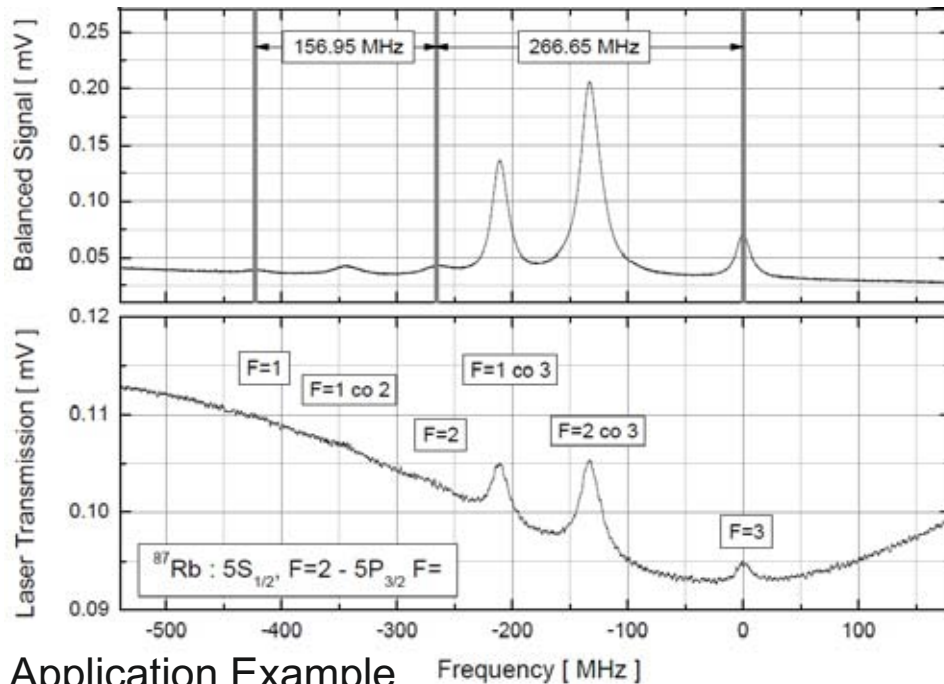 0.25
0.20
0.15
0.10
0.05
Balanced Signal [ mV ]
156.95 MHz
266.65 MHz
0.12
0.11
0.10
0.09
Laser Transmission [ mV ]
F=1
F=1 co 2
F=2
F=1 co 3
F=2 co 3
F=3
⁸⁷Rb : 5S₁/₂, F=2 - 5P₃/₂ F=
-500 -400 -300 -200 -100 0 100
Application Example
Frequency [ MHz ]